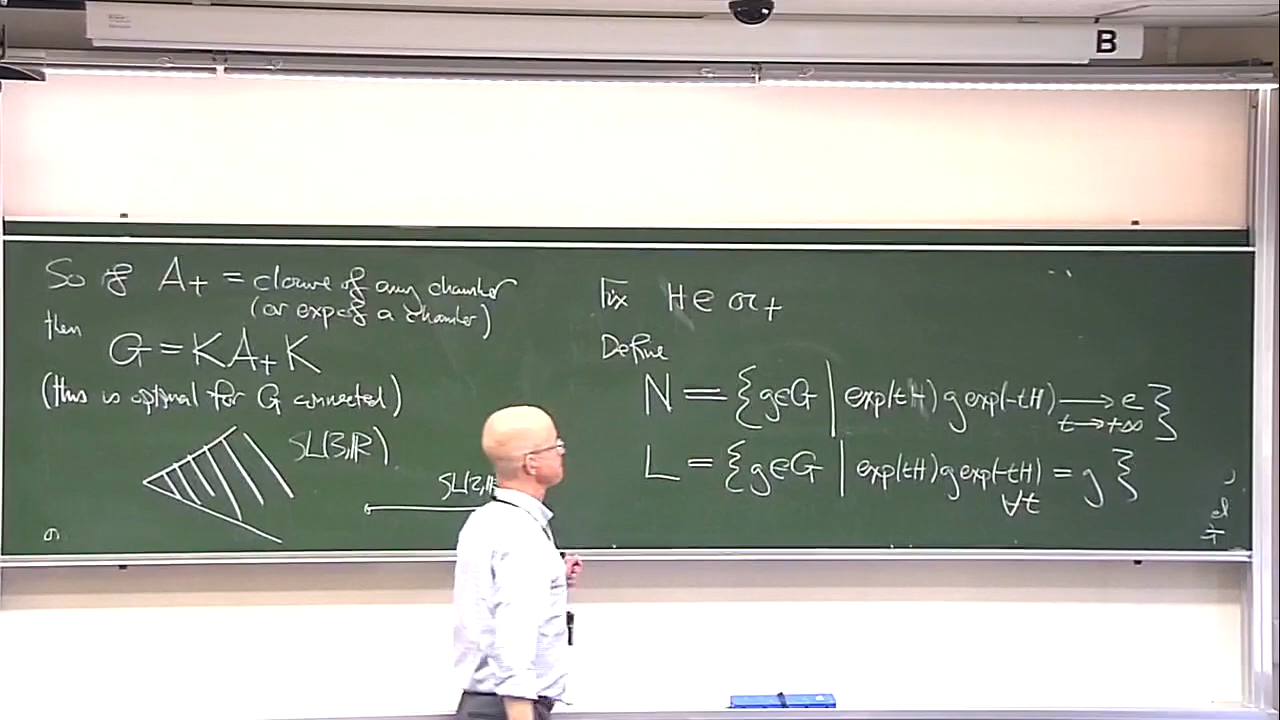 B
So if A+ = closure of any chamber
(or exp of a chamber)
then
G = KA+K
(this is optimal for G connected)
SL(3,ℝ)
SL(2,ℝ
Fix H ∈ 𝔞+
Define
N = {g∈G | exp(tH) g exp(-tH) ⟶ e }
t→+∞
L = {g∈G | exp(tH) g exp(-tH) = g }
∀t